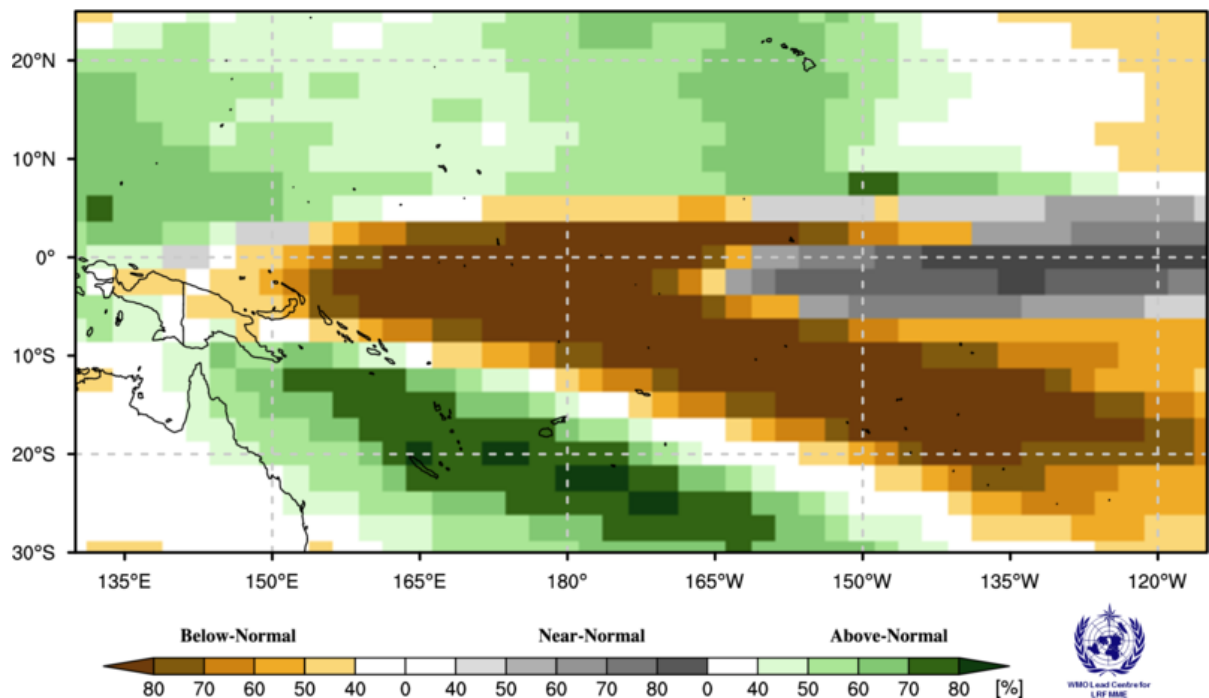 20°N
10°N
0°
10°S
20°S
30°S
135°E 150°E 165°E 180° 165°W 150°W 135°W 120°W
Below-Normal Near-Normal Above-Normal
80 70 60 50 40 0 40 50 60 70 80 0 40 50 60 70 80 [%]
WMO Lead Centre for
LRF MME